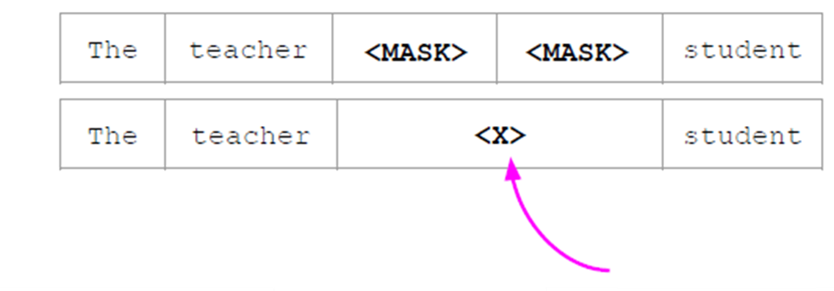 The teacher <MASK> <MASK> student
The teacher <X> student